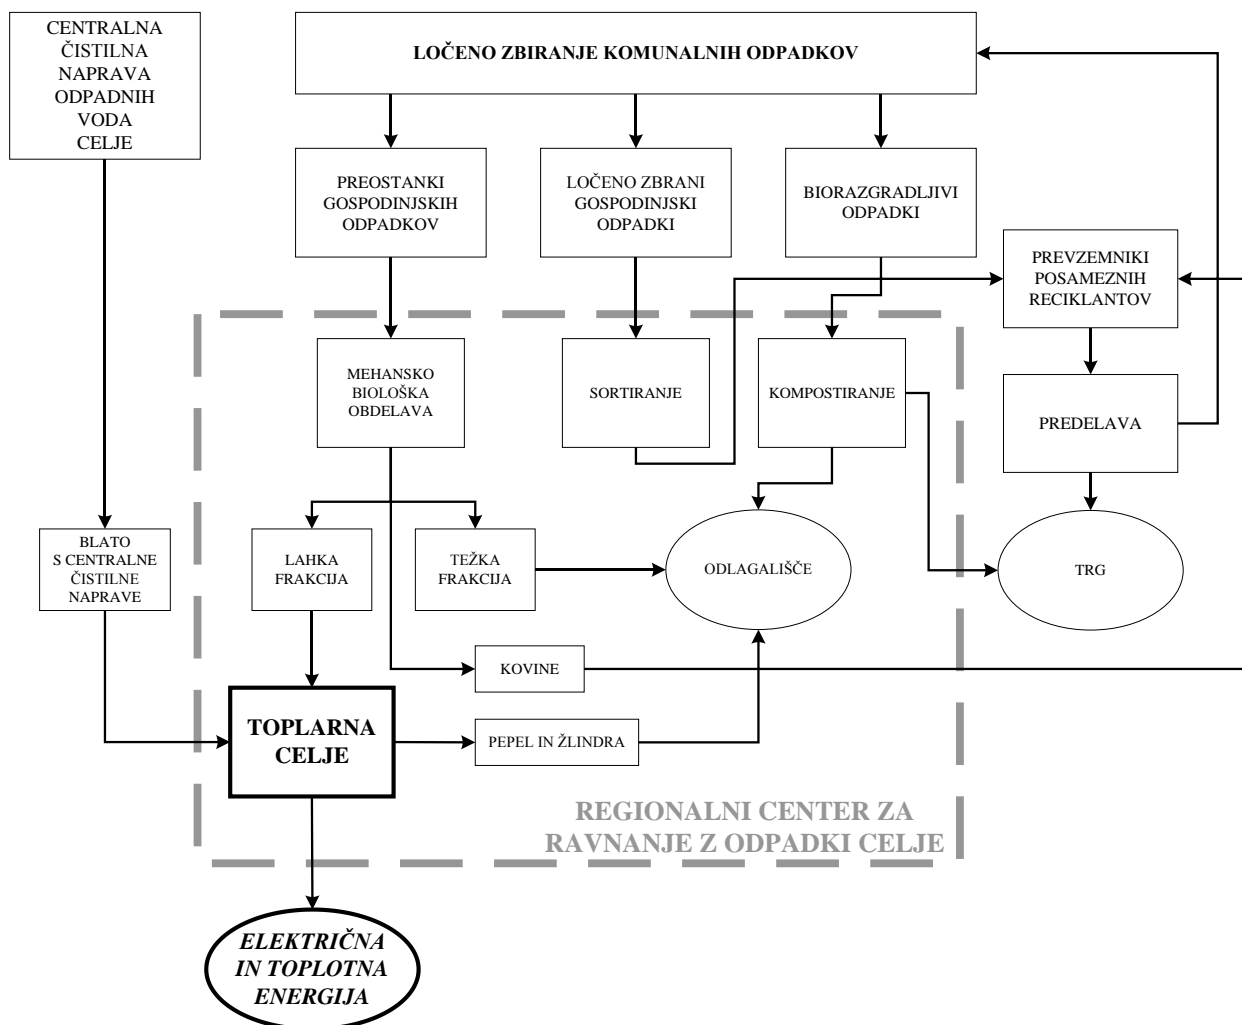 CENTRALNA
ČISTILNA
NAPRAVA
ODPADNIH
VODA
CELJE
LOČENO ZBIRANJE KOMUNALNIH ODPADKOV
PREOSTANKI
GOSPODINJSKIH
ODPADKOV
LOČENO ZBRANI
GOSPODINJSKI
ODPADKI
BIORAZGRADLJIVI
ODPADKI
PREVZEMNIKI
POSAMEZNIH
RECIKLANTOV
MEHANSKO
BIOLOŠKA
OBDELAVA
SORTIRANJE
KOMPOSTIRANJE
PREDELAVA
BLATO
S CENTRALNE
ČISTILNE
NAPRAVE
LAHKA
FRAKCIJA
TEŽKA
FRAKCIJA
ODLAGALIŠČE
TRG
KOVINE
TOPLARNA
CELJE
PEPEL IN ŽLINDRA
REGIONALNI CENTER ZA
RAVNANJE Z ODPADKI CELJE
ELEKTRIČNA
IN TOPLOTNA
ENERGIJA